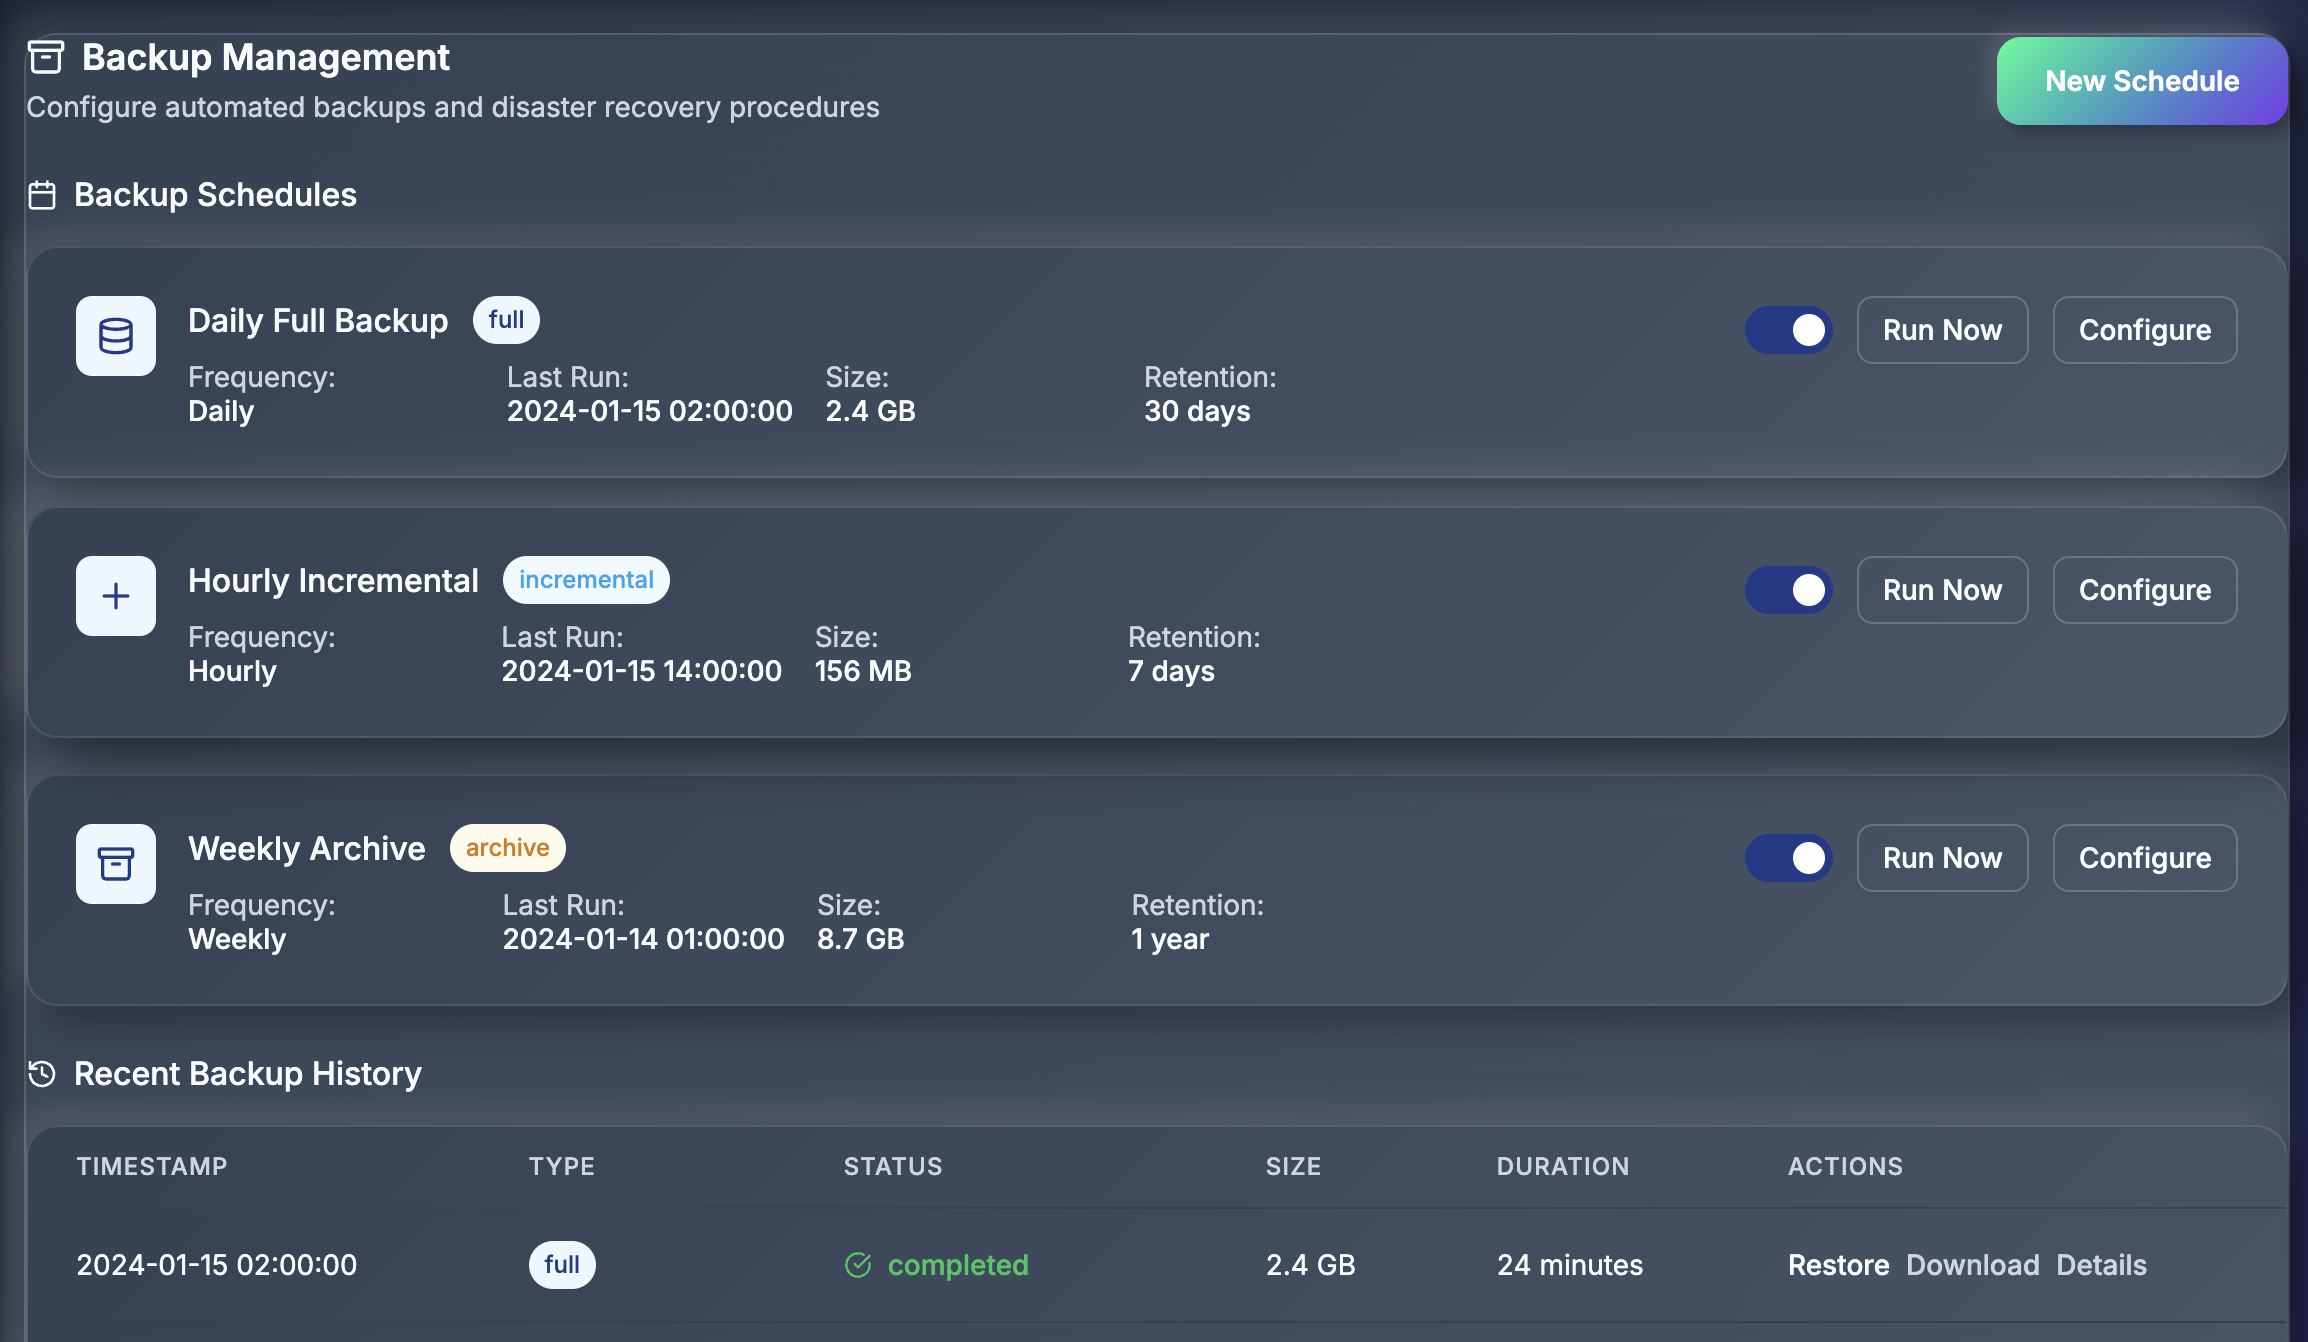 Backup Management
Configure automated backups and disaster recovery procedures
New Schedule
Backup Schedules
Daily Full Backup full
Run Now Configure
Frequency: Last Run: Size: Retention:
Daily 2024-01-15 02:00:00 2.4 GB 30 days
Hourly Incremental incremental
Run Now Configure
Frequency: Last Run: Size: Retention:
Hourly 2024-01-15 14:00:00 156 MB 7 days
Weekly Archive archive
Run Now Configure
Frequency: Last Run: Size: Retention:
Weekly 2024-01-14 01:00:00 8.7 GB 1 year
Recent Backup History
TIMESTAMP TYPE STATUS SIZE DURATION ACTIONS
2024-01-15 02:00:00 full completed 2.4 GB 24 minutes Restore Download Details